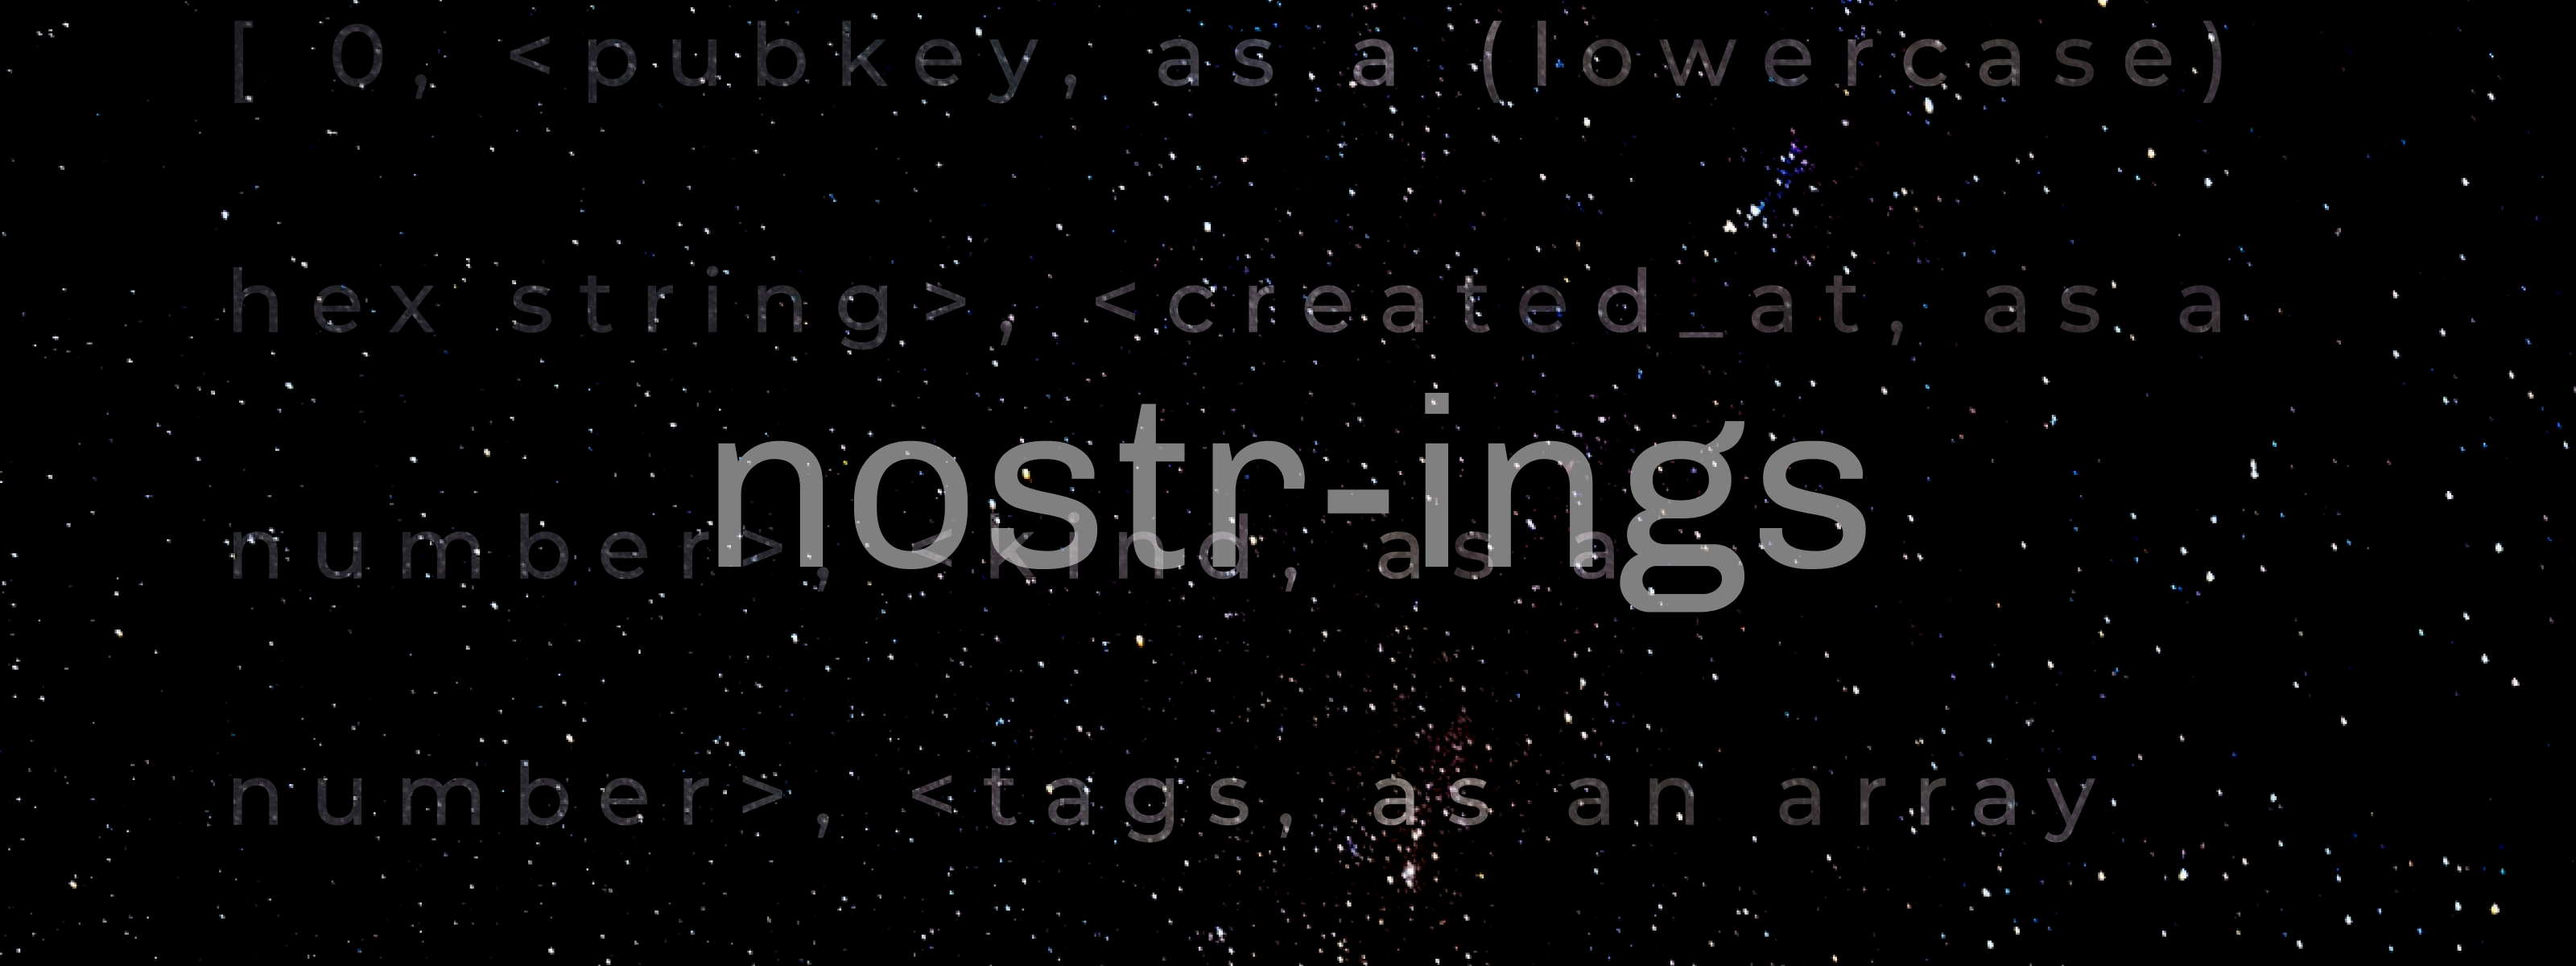 [ 0, <pubkey, as a (lowercase)
hex string>, <created_at, as a
nostr-ings
number>, <kind, as a
number>, <tags, as an array